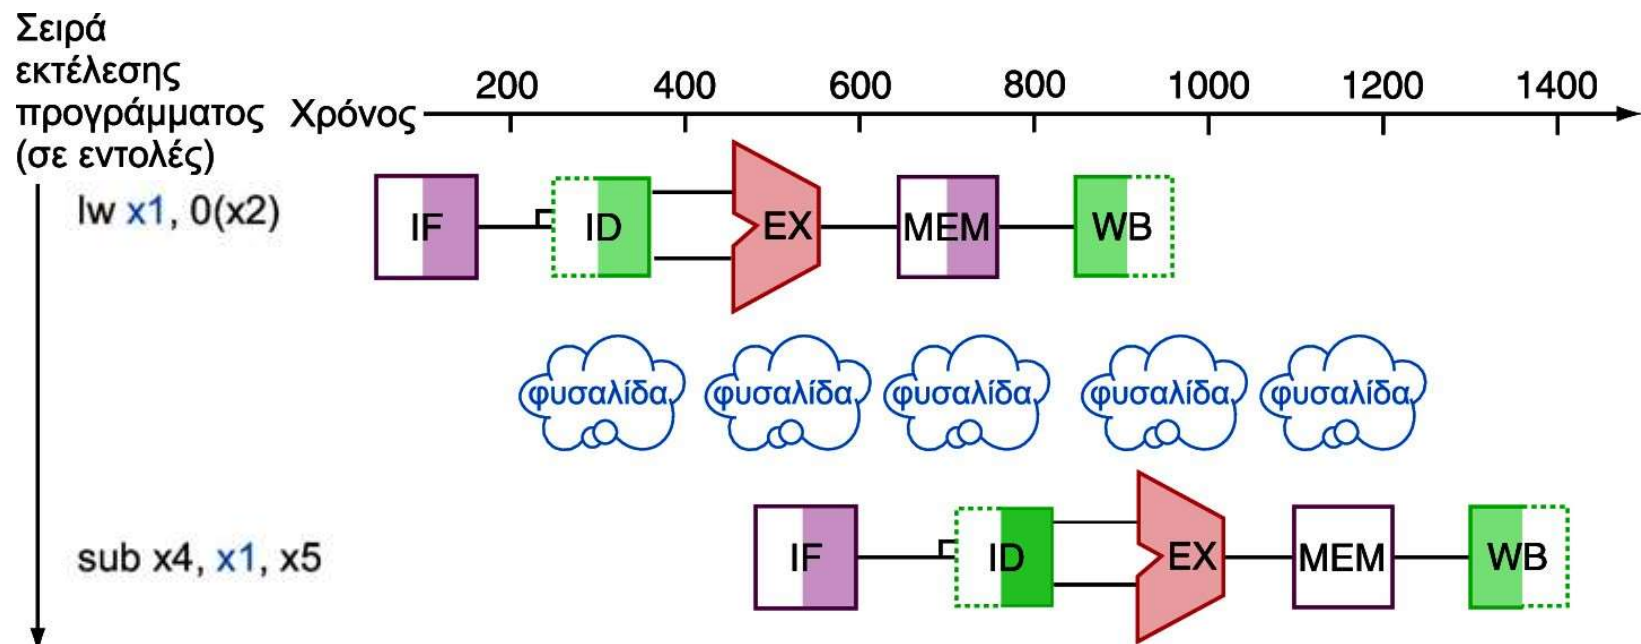 Σειρά
εκτέλεσης
προγράμματος
(σε εντολές)
Χρόνος
200 400 600 800 1000 1200 1400
lw x1, 0(x2)
IF ID EX MEM WB
φυσαλίδα φυσαλίδα φυσαλίδα φυσαλίδα φυσαλίδα
sub x4, x1, x5
IF ID EX MEM WB